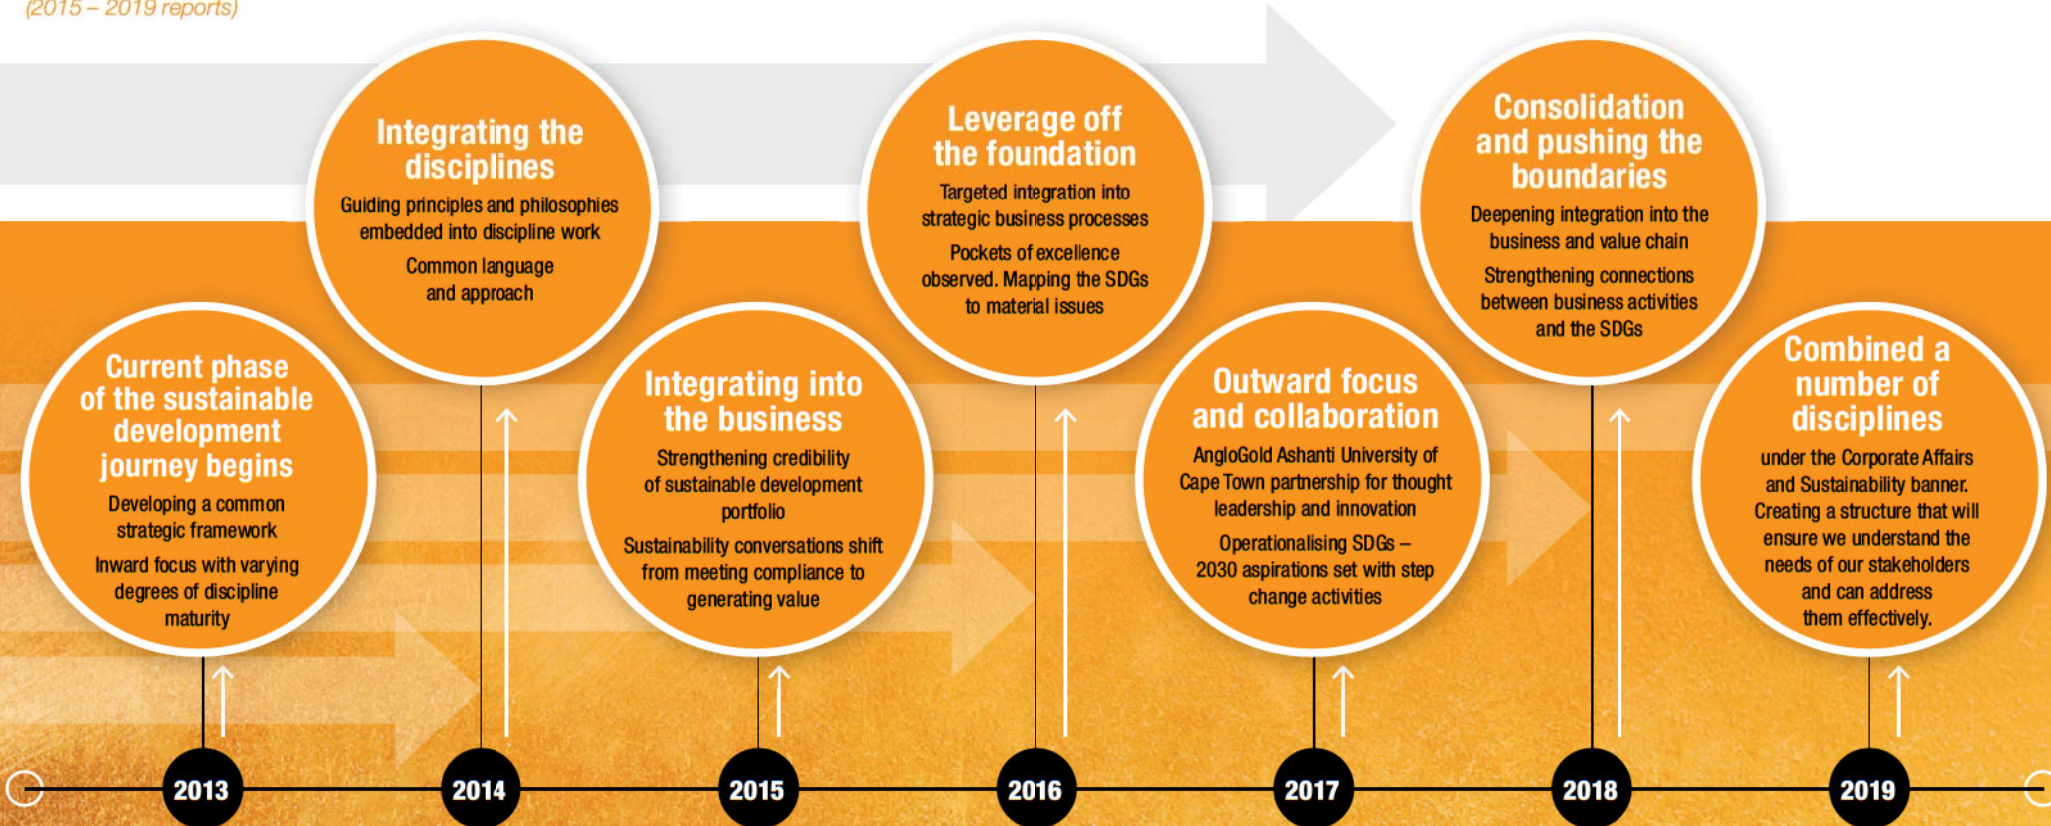 (2015 – 2019 reports)
Current phase
of the sustainable
development
journey begins
Developing a common
strategic framework
Inward focus with varying
degrees of discipline
maturity
Integrating the
disciplines
Guiding principles and philosophies
embedded into discipline work
Common language
and approach
Integrating into
the business
Strengthening credibility
of sustainable development
portfolio
Sustainability conversations shift
from meeting compliance to
generating value
Leverage off
the foundation
Targeted integration into
strategic business processes
Pockets of excellence
observed. Mapping the SDGs
to material issues
Outward focus
and collaboration
AngloGold Ashanti University of
Cape Town partnership for thought
leadership and innovation
Operationalising SDGs –
2030 aspirations set with step
change activities
Consolidation
and pushing the
boundaries
Deepening integration into the
business and value chain
Strengthening connections
between business activities
and the SDGs
Combined a
number of
disciplines
under the Corporate Affairs
and Sustainability banner.
Creating a structure that will
ensure we understand the
needs of our stakeholders
and can address
them effectively.
2013
2014
2015
2016
2017
2018
2019